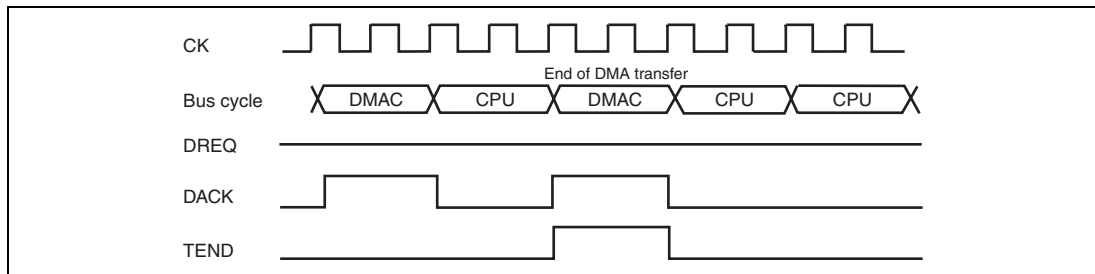 CK
End of DMA transfer
Bus cycle DMAC CPU DMAC CPU CPU
DREQ
DACK
TEND